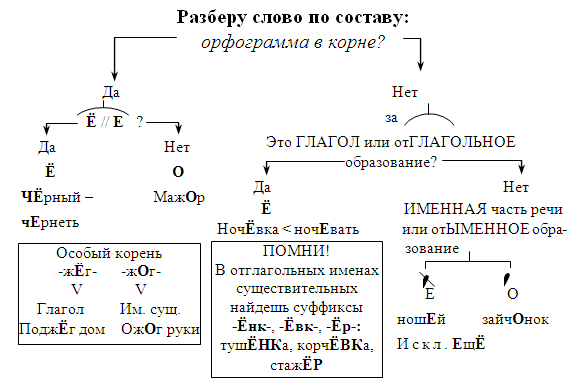 Разберу слово по составу:
орфограмма в корне?
Да
Нет
Ё // Е ?
за
Да
Нет
Ё
О
ЧЁрный –
чЕрнеть
МажОр
Это ГЛАГОЛ или отГЛАГОЛЬНОЕ
образование?
Да
Нет
Ё
НочЁвка < ночЕвать
ИМЕННАЯ часть речи
или отЫМЕННОЕ обра-
зование
Е
О
ношЕй
зайчОнок
Искл. ЕщЁ
Особый корень
-жЁг- -жОг-
V V
Глагол Им. сущ.
ПоджЁг дом ОжОг руки
ПОМНИ!
В отглагольных именах
существительных
найдешь суффиксы
-Ёнк-, -Ёвк-, -Ёр-:
тушЁНКа, корчЁВКа,
стажЁР